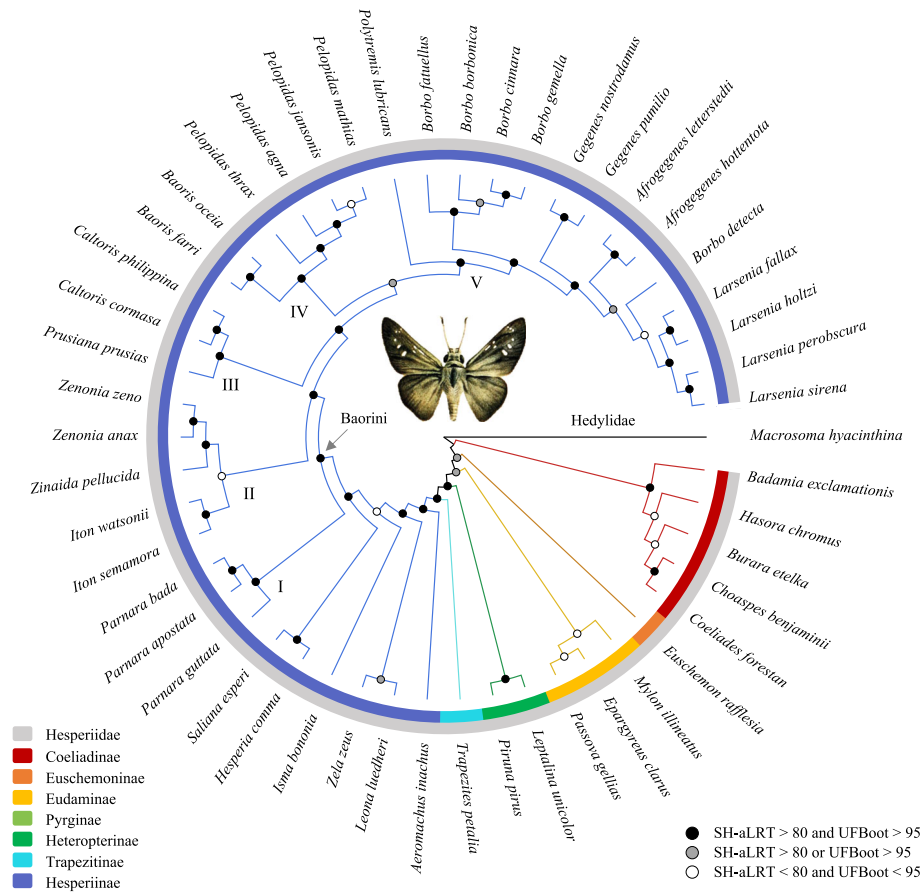 Polytremis lubricans
Borbo fatuellus
Borbo borbonica
Borbo cinnara
Borbo gemella
Gegenes nostrodamus
Gegenes pumilio
Afrogegenes letterstedti
Afrogegenes hottentota
Borbo detecta
Larsenia fallax
Larsenia holtzi
Larsenia perobscura
Larsenia sirena
Macrosoma hyacinthina
Badamia exclamationis
Hasora chromus
Burara etelka
Choaspes benjaminii
Coeliades forestan
Euschemon rafflesia
Mylon illineatus
Epargyreus clarus
Passova gellias
Leptalina unicolor
Piruna pirus
Trapezites petalia
Aeromachus inachus
Leona luedheri
Zela zeus
Isma bononia
Hesperia comma
Saliana esperi
Parnara guttata
Parnara apostata
Parnara bada
Iton semamora
Iton watsonii
Zinaida pellucida
Zenonia anax
Zenonia zeno
Prusiana prusias
Caltoris cormasa
Caltoris philippina
Baoris farri
Baoris oceia
Pelopidas thrax
Pelopidas agna
Pelopidas jansonis
Pelopidas mathias
V
IV
III
II
I
Baorini
Hedylidae
Hesperiidae
Coeliadinae
Euschemoninae
Eudaminae
Pyrginae
Heteropterinae
Trapezitinae
Hesperiinae
SH-aLRT > 80 and UFBoot > 95
SH-aLRT > 80 or UFBoot > 95
SH-aLRT < 80 and UFBoot < 95